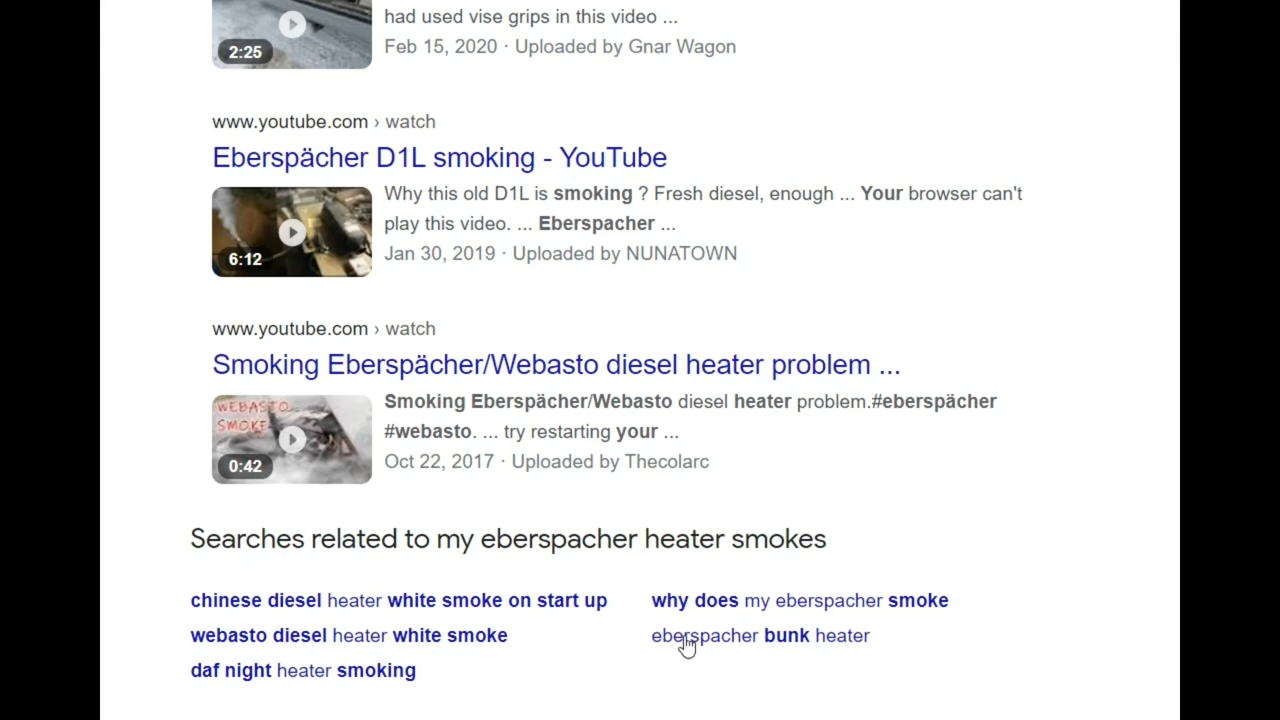 had used vise grips in this video ...
2:25
Feb 15, 2020 · Uploaded by Gnar Wagon
www.youtube.com › watch
Eberspächer D1L smoking - YouTube
Why this old D1L is smoking ? Fresh diesel, enough ... Your browser can't
play this video. ... Eberspacher ...
6:12
Jan 30, 2019 · Uploaded by NUNATOWN
www.youtube.com › watch
Smoking Eberspächer/Webasto diesel heater problem ...
WEBASTO
SMOKE
Smoking Eberspächer/Webasto diesel heater problem.#eberspächer
#webasto. ... try restarting your ...
0:42
Oct 22, 2017 · Uploaded by Thecolarc
Searches related to my eberspacher heater smokes
chinese diesel heater white smoke on start up
why does my eberspacher smoke
webasto diesel heater white smoke
eberspacher bunk heater
daf night heater smoking